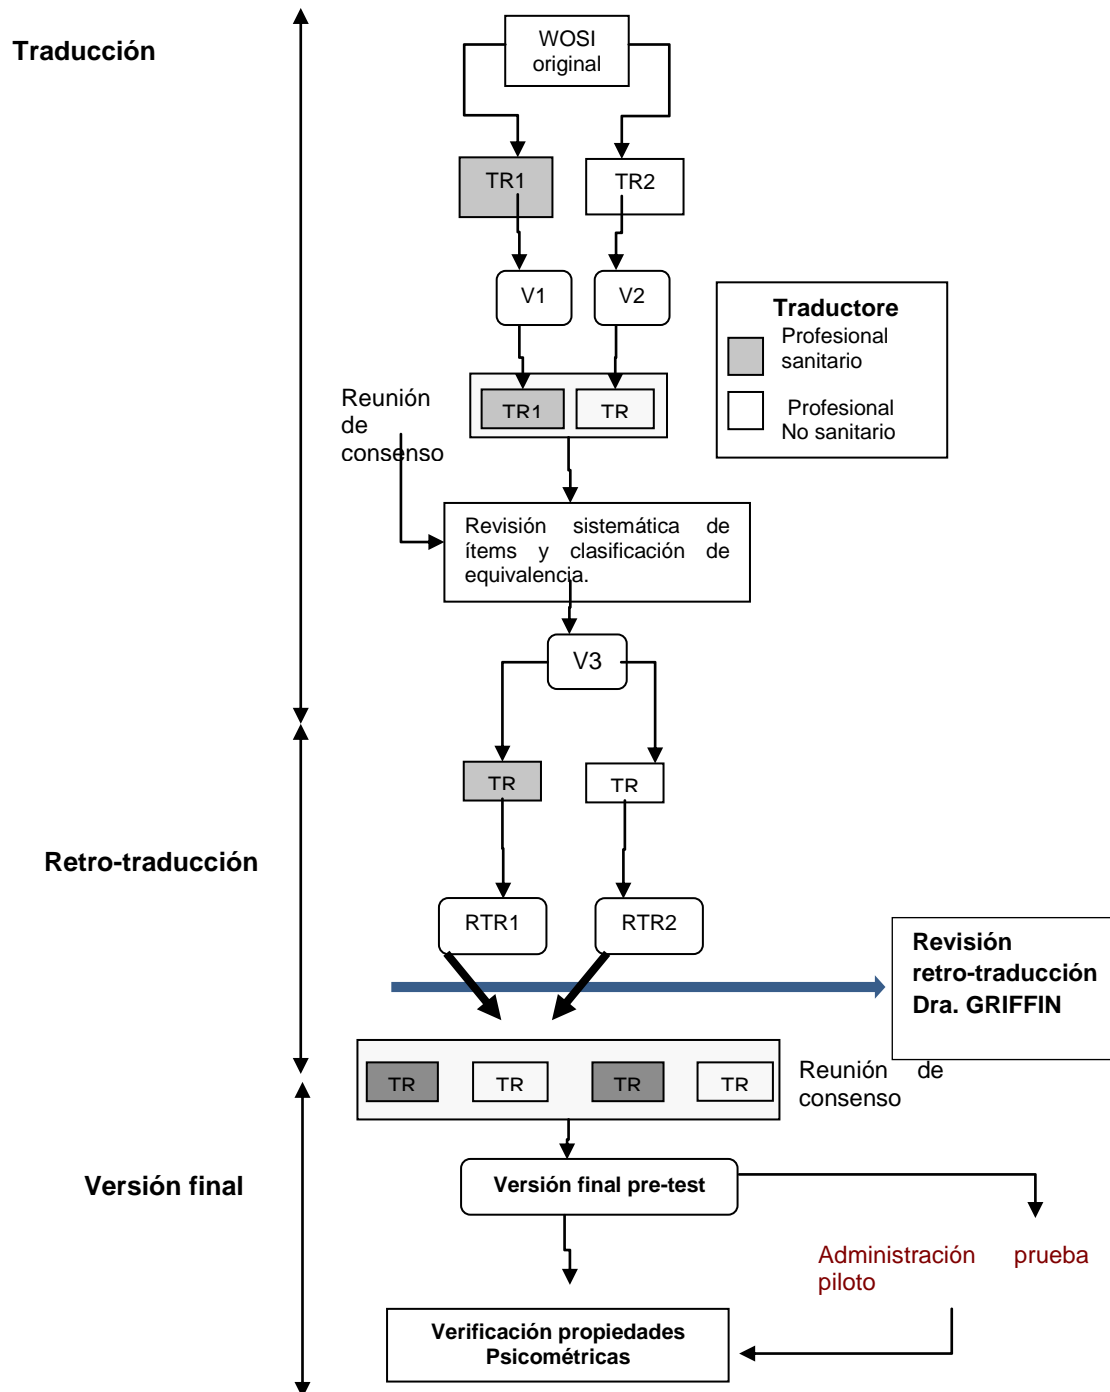 Traducción
WOSI
original
TR1
TR2
V1
V2
Traductore
Profesional
sanitario
Profesional
No sanitario
Reunión
de
consenso
TR1
TR
Revisión sistemática de
ítems y clasificación de
equivalencia.
V3
TR
TR
Retro-traducción
RTR1
RTR2
Revisión
retro-traducción
Dra. GRIFFIN
TR
TR
TR
TR
Reunión de
consenso
Versión final
Versión final pre-test
Administración prueba
piloto
Verificación propiedades
Psicométricas